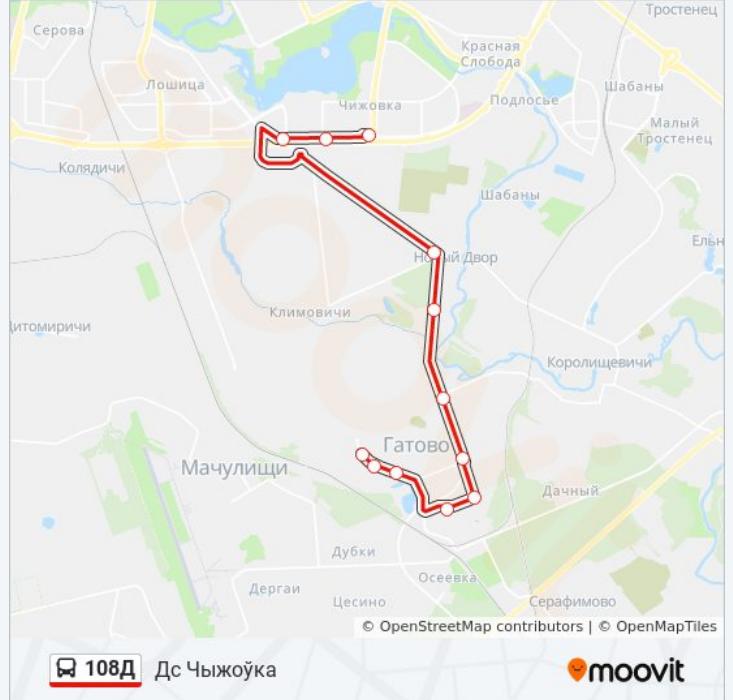 Серова
Тростенец
Красная
Слобода
Лошица
Шабаны
Чижовка
Подлосье
Малый
Тростенец
Колядичи
Шабаны
Новый Двор
Ельн
Климовичи
Дитомиричи
Королищевичи
Гатово
Мачулищи
Дачный
Дубки
Осеевка
Дергаи
Цесино
Серафимово
© OpenStreetMap contributors | © OpenMapTiles
108Д Дс Чыжоўка
moovit